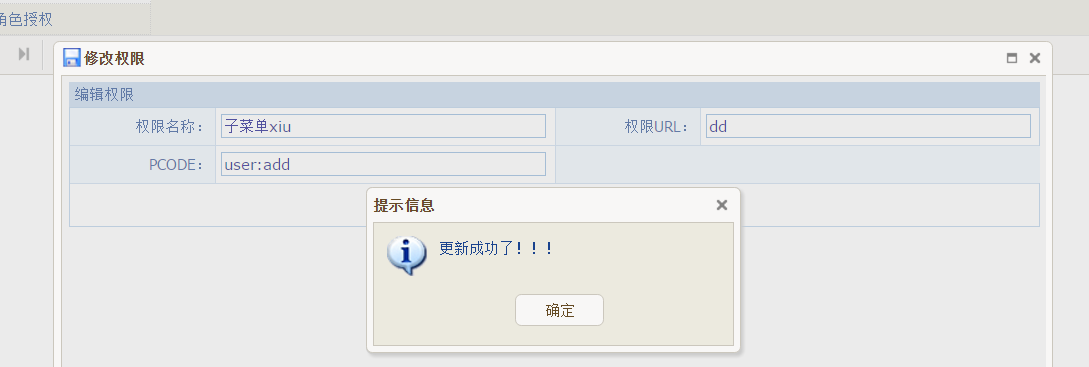 角色授权
修改权限
编辑权限
权限名称： 子菜单xiu 权限URL： dd
PCODE： user:add
提示信息
更新成功了！！！
确定